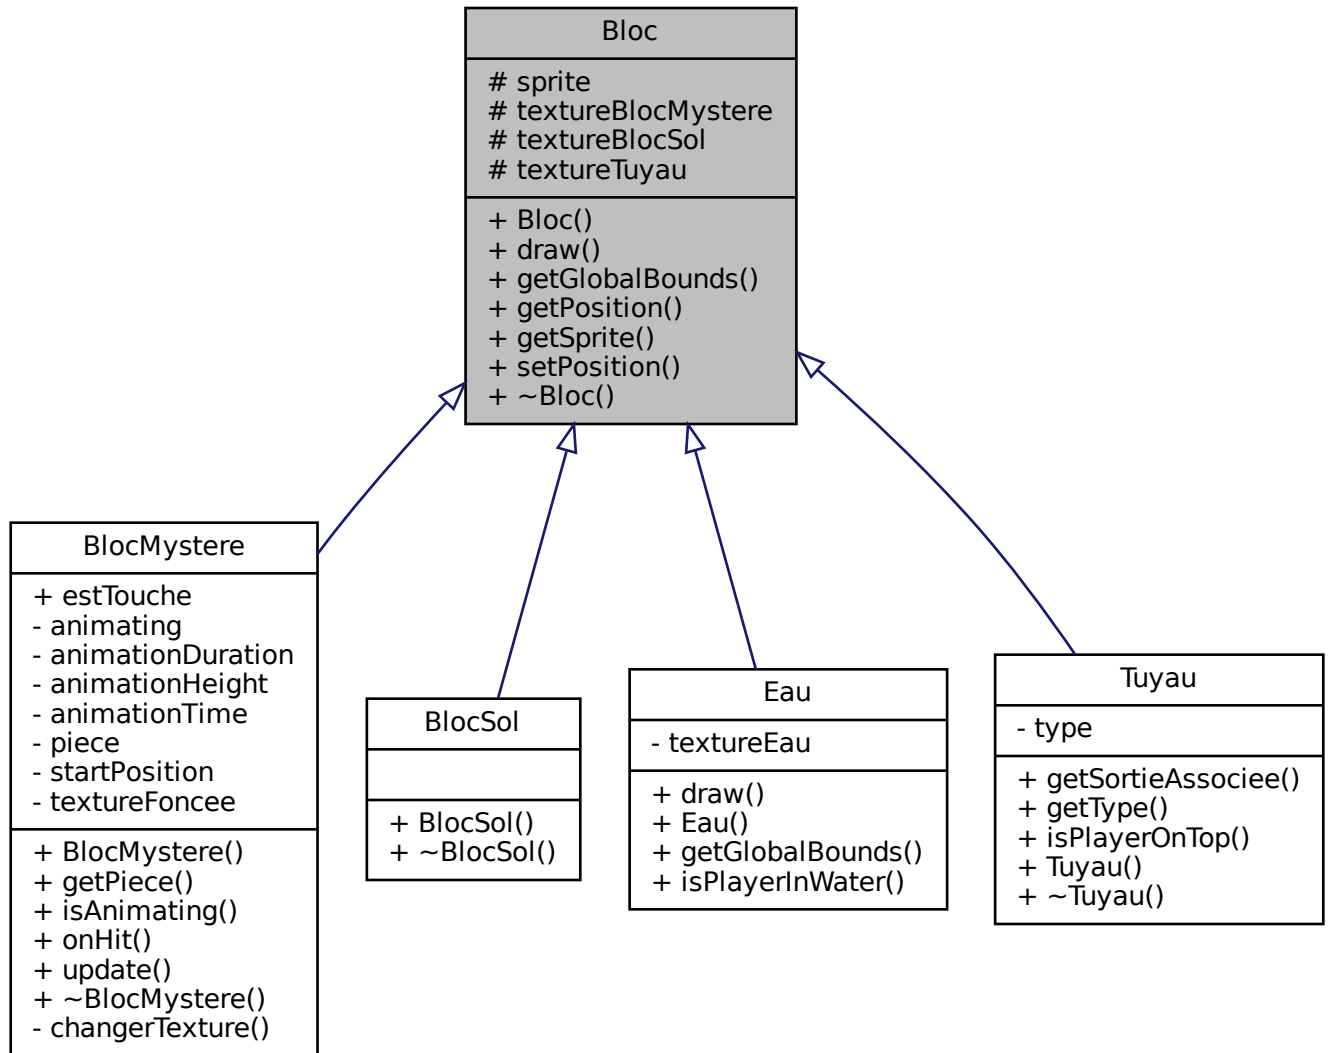 Bloc
# sprite
# textureBlocMystere
# textureBlocSol
# textureTuyau
+ Bloc()
+ draw()
+ getGlobalBounds()
+ getPosition()
+ getSprite()
+ setPosition()
+ ~Bloc()
BlocMystere
+ estTouche
- animating
- animationDuration
- animationHeight
- animationTime
- piece
- startPosition
- textureFoncee
+ BlocMystere()
+ getPiece()
+ isAnimating()
+ onHit()
+ update()
+ ~BlocMystere()
- changerTexture()
BlocSol
+ BlocSol()
+ ~BlocSol()
Eau
- textureEau
+ draw()
+ Eau()
+ getGlobalBounds()
+ isPlayerInWater()
Tuyau
- type
+ getSortieAssociee()
+ getType()
+ isPlayerOnTop()
+ Tuyau()
+ ~Tuyau()